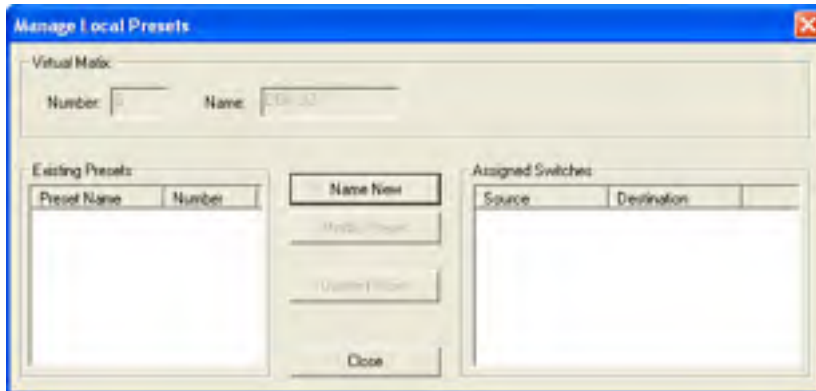 Manage Local Presets
Virtual Matrix
Number:
Name:
Existing Presets
Preset Name Number
Name New
Close
Assigned Switches
Source Destination